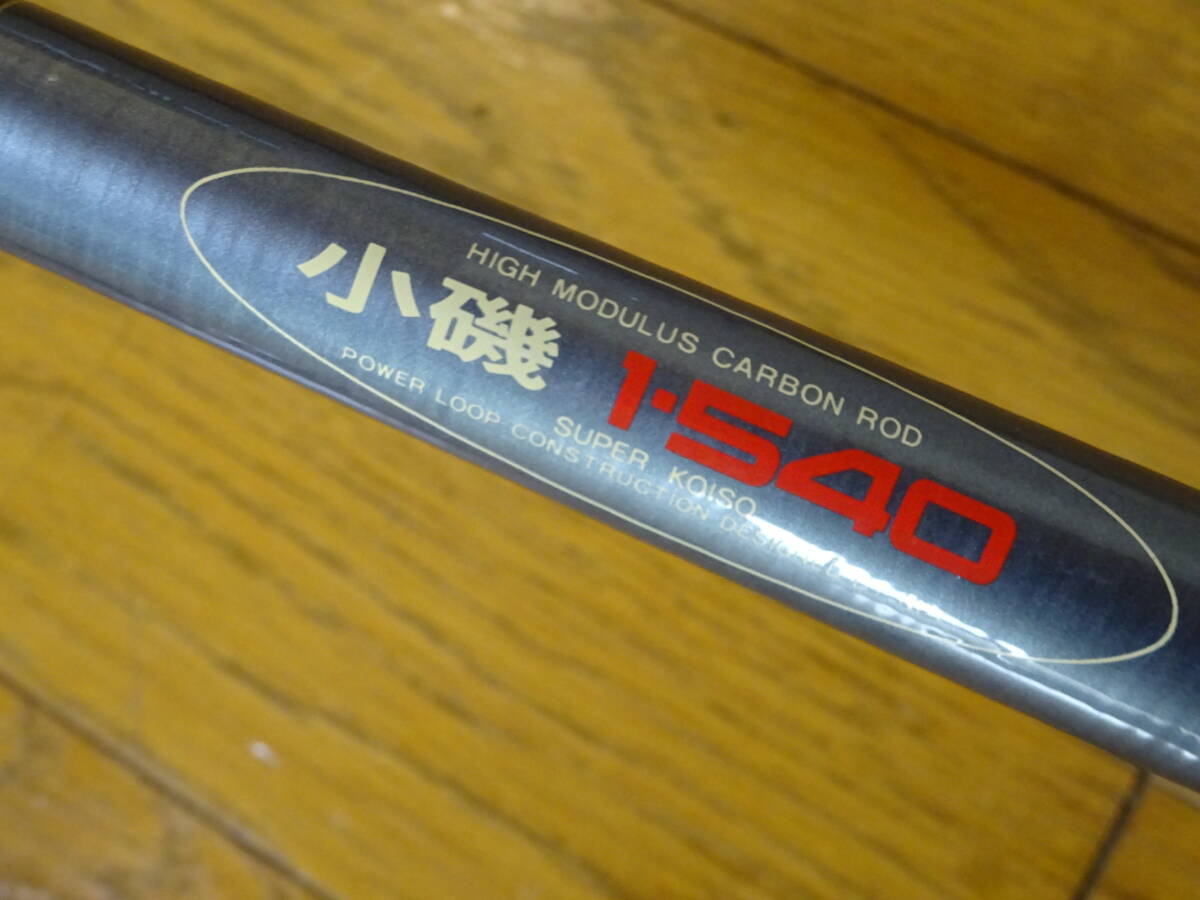 HIGH MODULUS CARBON ROD
小磯 1·540
SUPER KOISO
POWER LOOP CONSTRUCTION